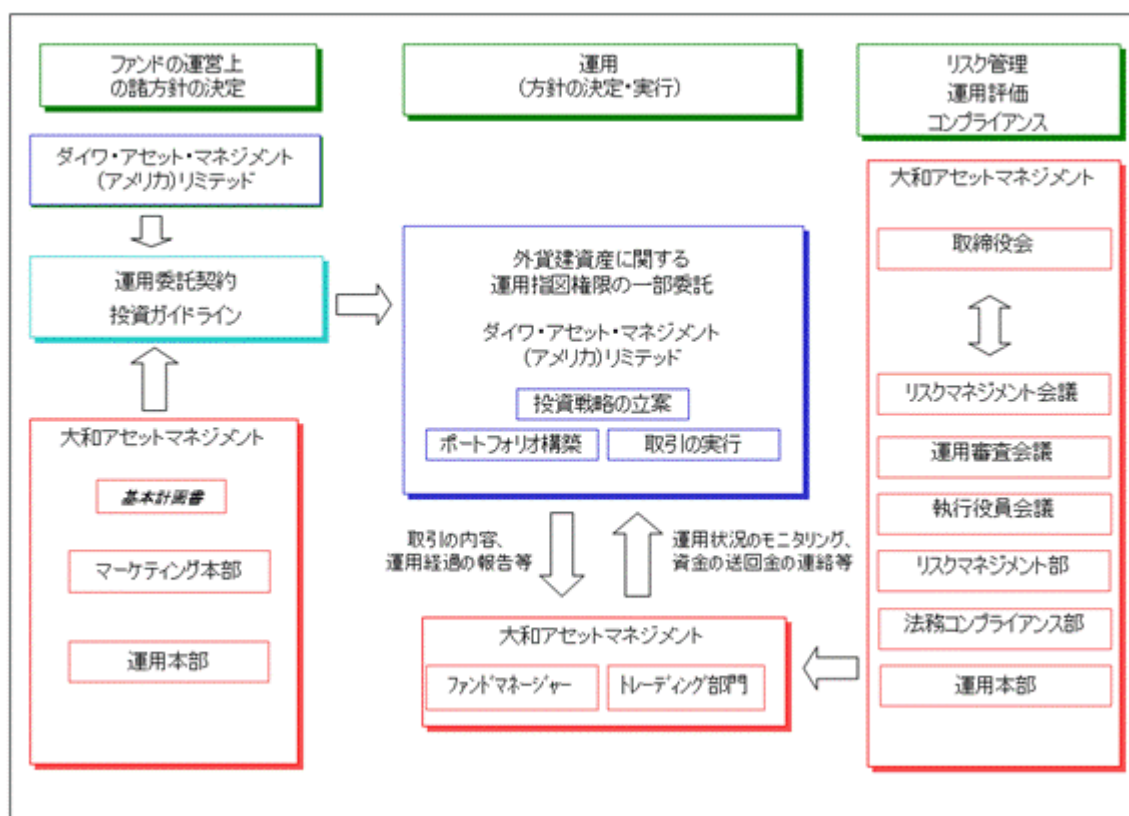 ファンドの運営上
の諸方針の決定
運用
(方針の決定・実行)
リスク管理
運用評価
コンプライアンス
ダイワ・アセット・マネジメント
(アメリカ)リミテッド
運用委託契約
投資ガイドライン
大和アセットマネジメント
基本計画書
マーケティング本部
運用本部
外貨建資産に関する
運用指図権限の一部委託
ダイワ・アセット・マネジメント
(アメリカ)リミテッド
投資戦略の立案
ポートフォリオ構築
取引の実行
取引の内容、
運用経過の報告等
運用状況のモニタリング、
資金の送回金の連絡等
大和アセットマネジメント
ファンドマネージャー
トレーディング部門
大和アセットマネジメント
取締役会
リスクマネジメント会議
運用審査会議
執行役員会議
リスクマネジメント部
法務コンプライアンス部
運用本部